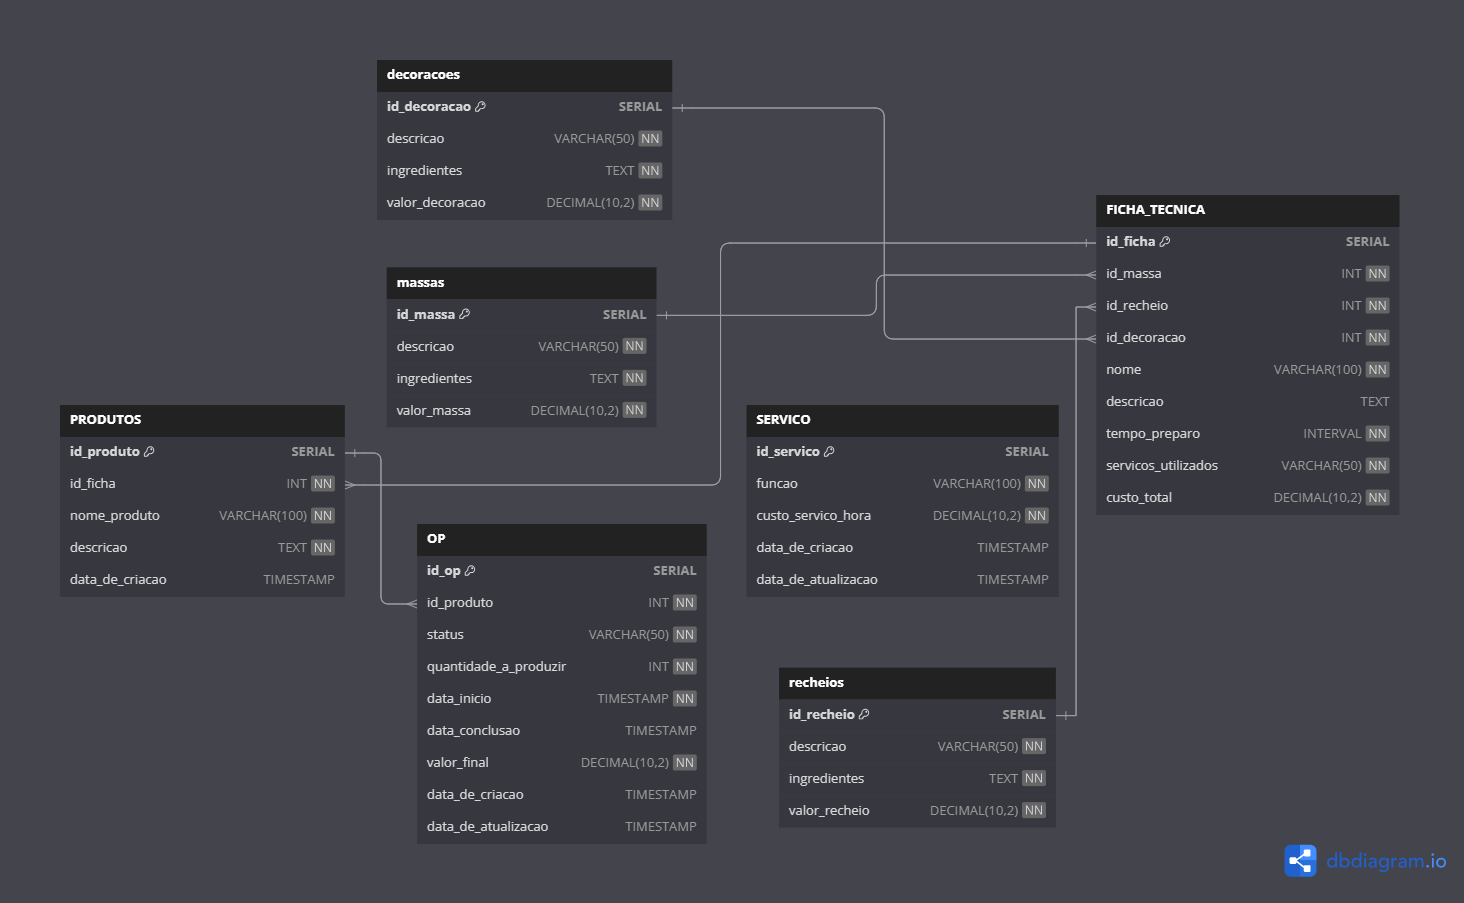 decoracoes
id_decoracao SERIAL
descricao VARCHAR(50) NN
ingredientes TEXT NN
valor_decoracao DECIMAL(10,2) NN
massas
id_massa SERIAL
descricao VARCHAR(50) NN
ingredientes TEXT NN
valor_massa DECIMAL(10,2) NN
PRODUTOS
id_produto SERIAL
id_ficha INT NN
nome_produto VARCHAR(100) NN
descricao TEXT NN
data_de_criacao TIMESTAMP
OP
id_op SERIAL
id_produto INT NN
status VARCHAR(50) NN
quantidade_a_produzir INT NN
data_inicio TIMESTAMP NN
data_conclusao TIMESTAMP
valor_final DECIMAL(10,2) NN
data_de_criacao TIMESTAMP
data_de_atualizacao TIMESTAMP
SERVICO
id_servico SERIAL
funcao VARCHAR(100) NN
custo_servico_hora DECIMAL(10,2) NN
data_de_criacao TIMESTAMP
data_de_atualizacao TIMESTAMP
recheios
id_recheio SERIAL
descricao VARCHAR(50) NN
ingredientes TEXT NN
valor_recheio DECIMAL(10,2) NN
FICHA_TECNICA
id_ficha SERIAL
id_massa INT NN
id_recheio INT NN
id_decoracao INT NN
nome VARCHAR(100) NN
descricao TEXT
tempo_preparo INTERVAL NN
servicos_utilizados VARCHAR(50) NN
custo_total DECIMAL(10,2) NN
dbdiagram.io